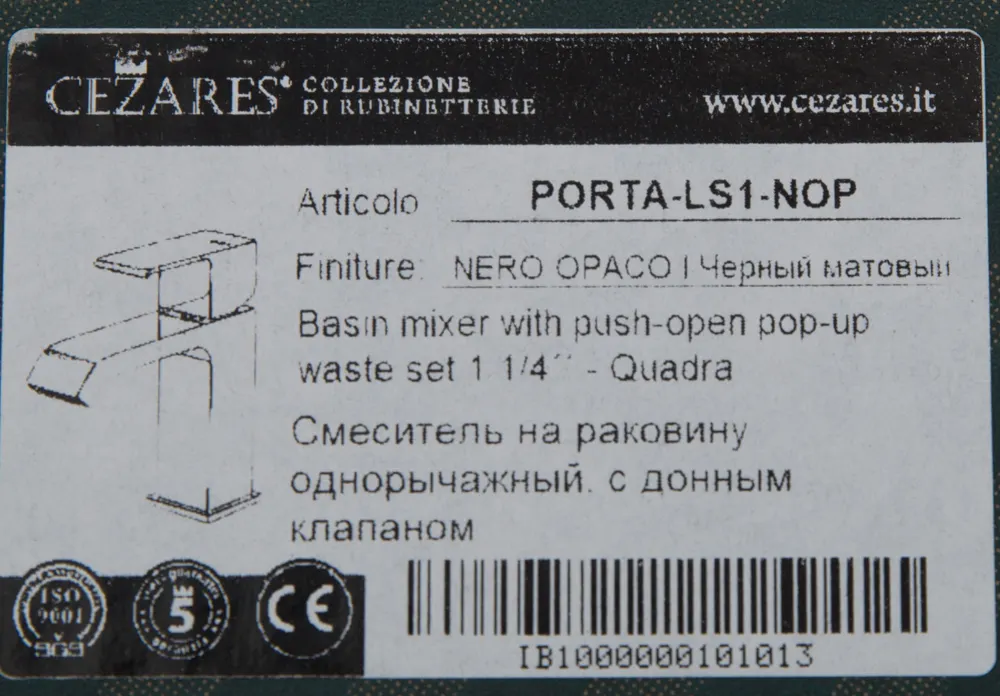 CEZARES
COLLEZIONE
DI RUBINETTERIE
www.cezares.it
Articolo PORTA-LS1-NOP
Finiture: NERO OPACO | Черный матовый
Basin mixer with push-open pop-up
waste set 1 1/4´´ - Quadra
Смеситель на раковину
однорычажный. с донным
клапаном
ISO
9001
5
CE
IB1000000101013